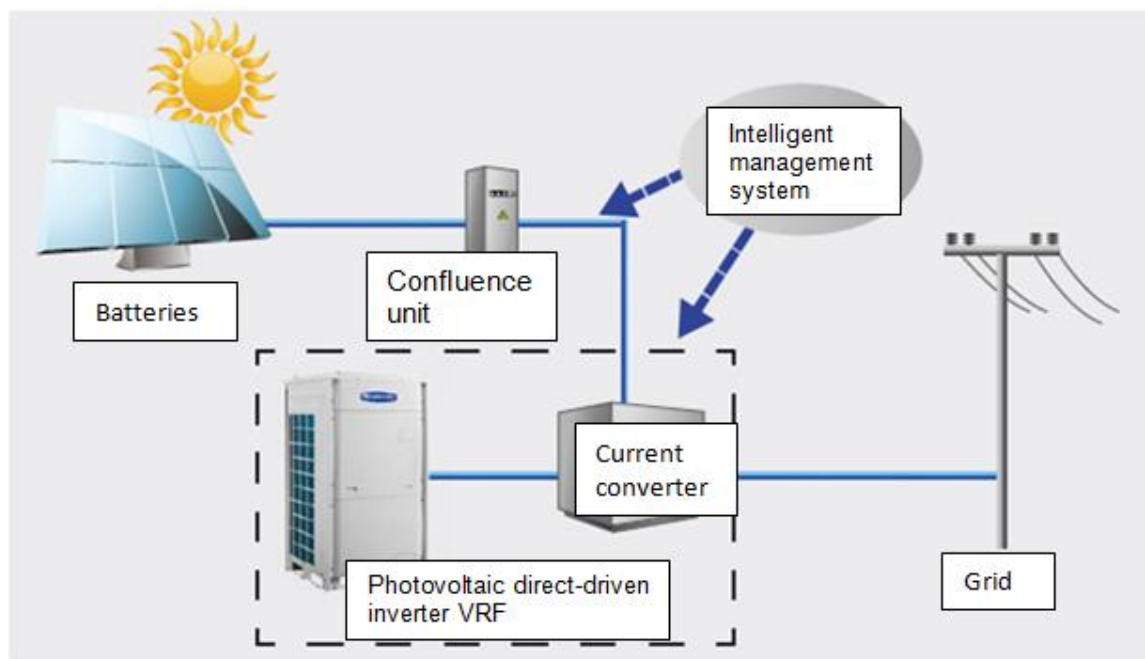 Intelligent
management
system
Confluence
unit
Batteries
Current
converter
Photovoltaic direct-driven
inverter VRF
Grid